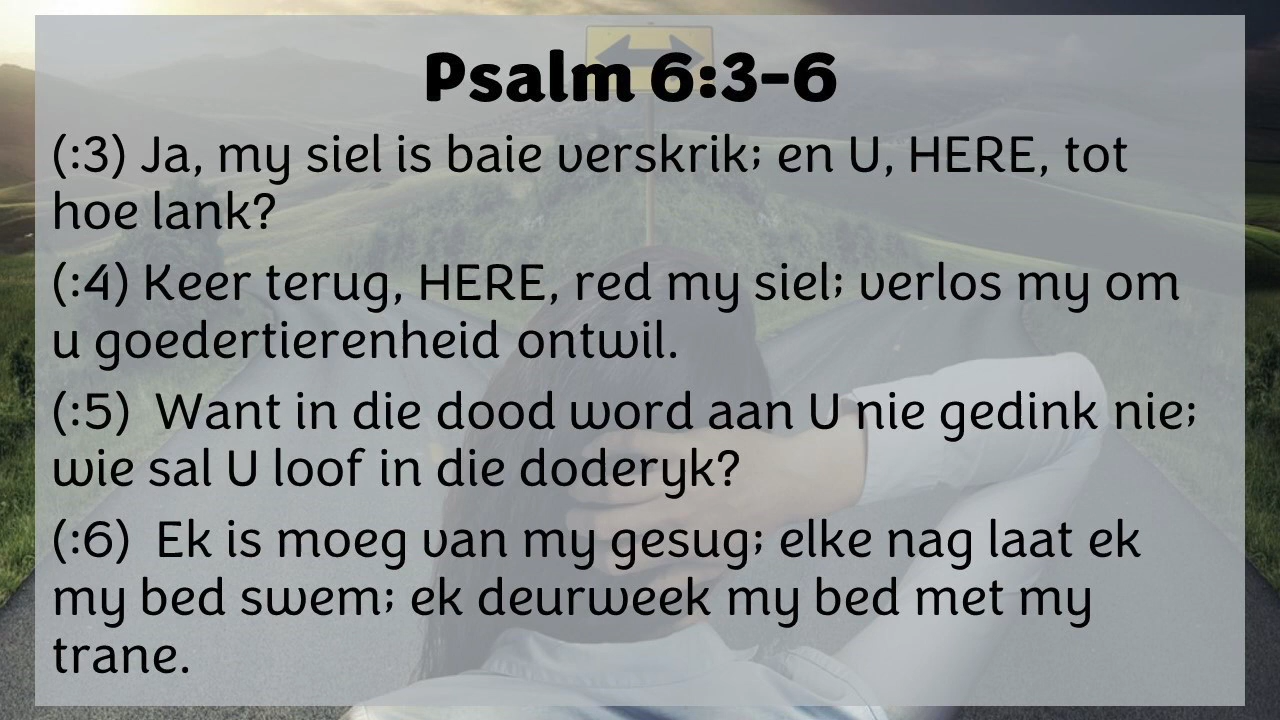 Psalm 6:3-6
(:3) Ja, my siel is baie verskrik; en U, HERE, tot
hoe lank?
(:4) Keer terug, HERE, red my siel; verlos my om
u goedertierenheid ontwil.
(:5)  Want in die dood word aan U nie gedink nie;
wie sal U loof in die doderyk?
(:6)  Ek is moeg van my gesug; elke nag laat ek
my bed swem; ek deurweek my bed met my
trane.